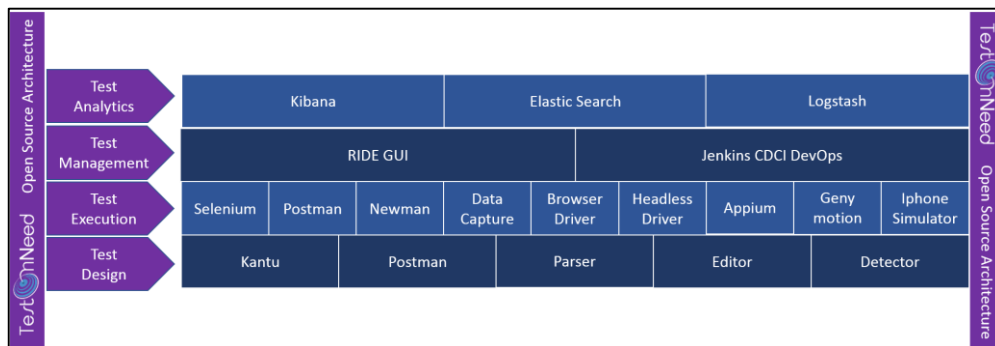 TestOnNeed Open Source Architecture
Test
Analytics
Kibana
Elastic Search
Logstash
Test
Management
RIDE GUI
Jenkins CDCI DevOps
Test
Execution
Selenium
Postman
Newman
Data
Capture
Browser
Driver
Headless
Driver
Appium
Geny
motion
Iphone
Simulator
Test
Design
Kantu
Postman
Parser
Editor
Detector
TestOnNeed Open Source Architecture